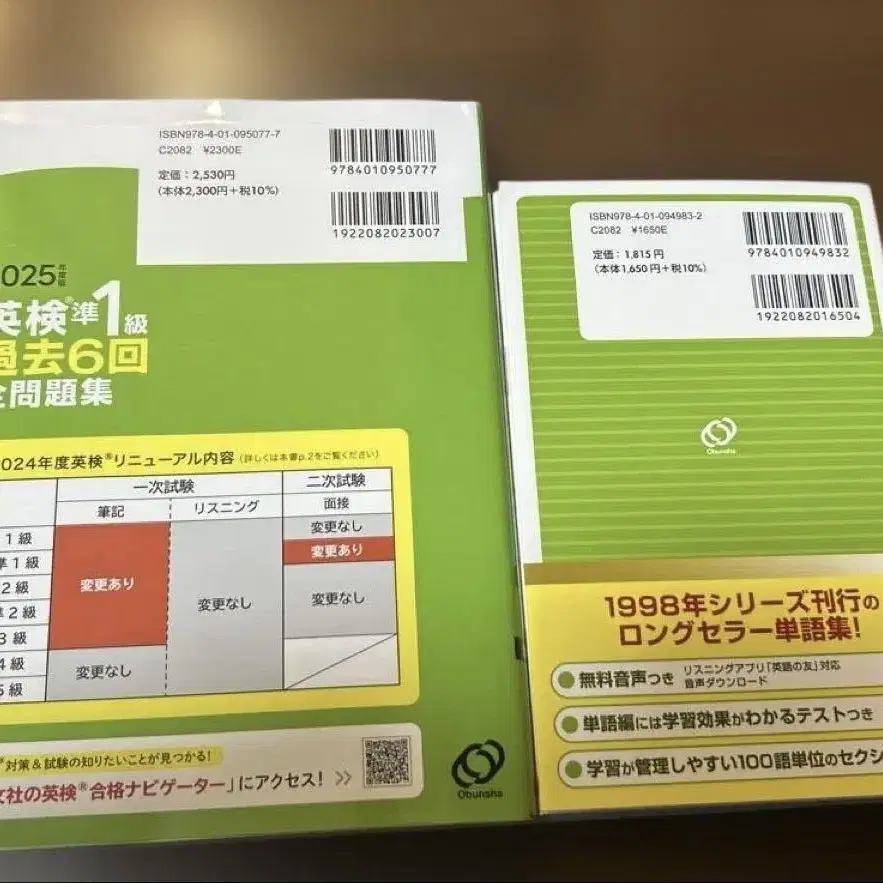 ISBN978-4-01-095077-7
C2082 ¥2300E
定価：2,530円
(本体2,300円+税10%)
9784010950777
1922082023007
2025年度版
英検®準1級
過去6回
全問題集
2024年度英検®リニューアル内容 (詳しくは本書p.2をご覧ください)
一次試験 二次試験
筆記 リスニング 面接
1級
準1級
2級
準2級
3級
4級
5級
変更あり
変更なし
変更なし
変更なし
変更あり
変更なし
対策&試験の知りたいことが見つかる!
文社の英検®合格ナビゲーター」にアクセス! >>
Obunsha
ISBN978-4-01-094983-2
C2082 ¥1650E
定価：1,815円
(本体1,650円+税10%)
9784010949832
1922082016504
Obunsha
1998年シリーズ刊行の
ロングセラー単語集!
無料音声つき リスニングアプリ「英語の友」対応
音声ダウンロード
単語編には学習効果がわかるテストつき
学習が管理しやすい100語単位のセクシ